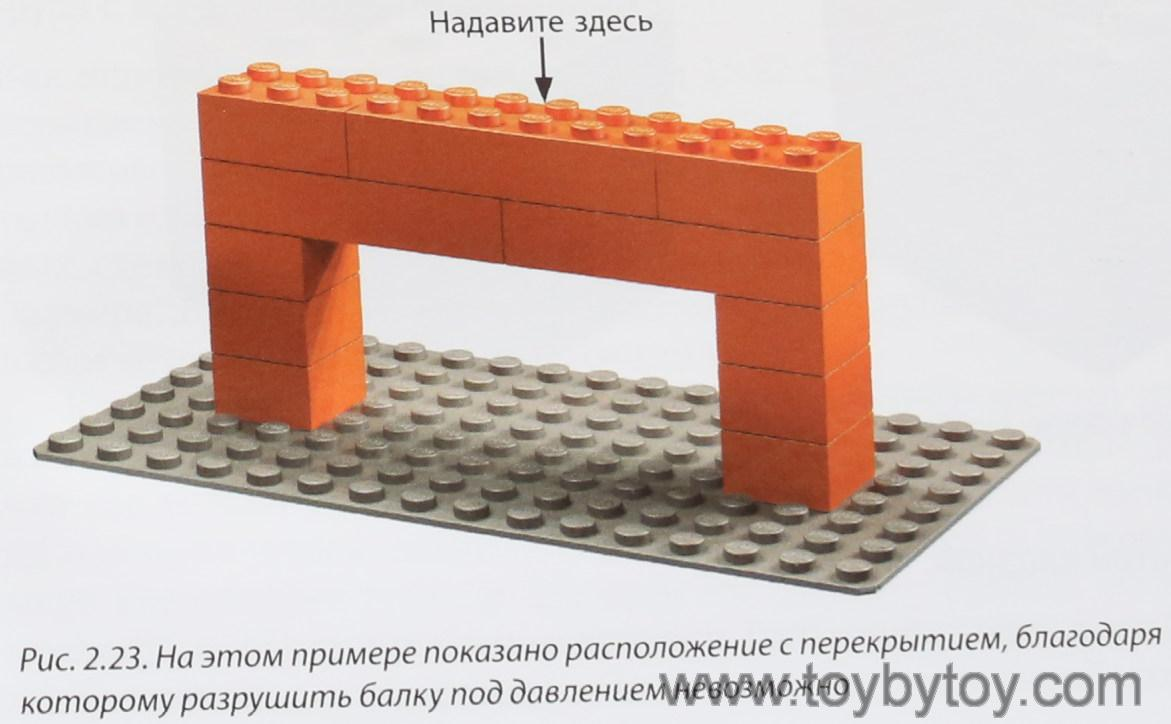 Надавите здесь
Рис. 2.23. На этом примере показано расположение с перекрытием, благодаря
которому разрушить балку под давлением невозможно
www.toybytoy.com